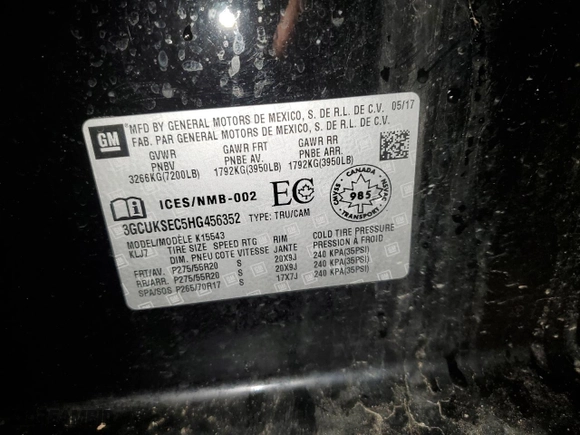 GM
MFD BY GENERAL MOTORS DE MEXICO, S. DE R.L. DE C.V. 05/17
FAB. PAR GENERAL MOTORS DE MEXICO, S. DE R.L. DE C.V.
GVWR GAWR FRT GAWR RR
PNBV PNBE AV. PNBE ARR.
3266KG(7200LB) 1792KG(3950LB) 1792KG(3950LB)
ICES/NMB-002 EC CANADA 985 TRANSPORT
3GCUKSEC5HG456352 TYPE: TRU/CAM
MODEL/MODÈLE K15543
KLJ7 TIRE SIZE SPEED RTG RIM COLD TIRE PRESSURE
DIM. PNEU COTE VITESSE JANTE PRESSION A FROID
FRT/AV. P275/55R20 S 20X9J 240 KPA(35PSI)
RR/ARR. P275/55R20 S 20X9J 240 KPA(35PSI)
SPA/SDS P265/70R17 S 17X7J 240 KPA(35PSI)